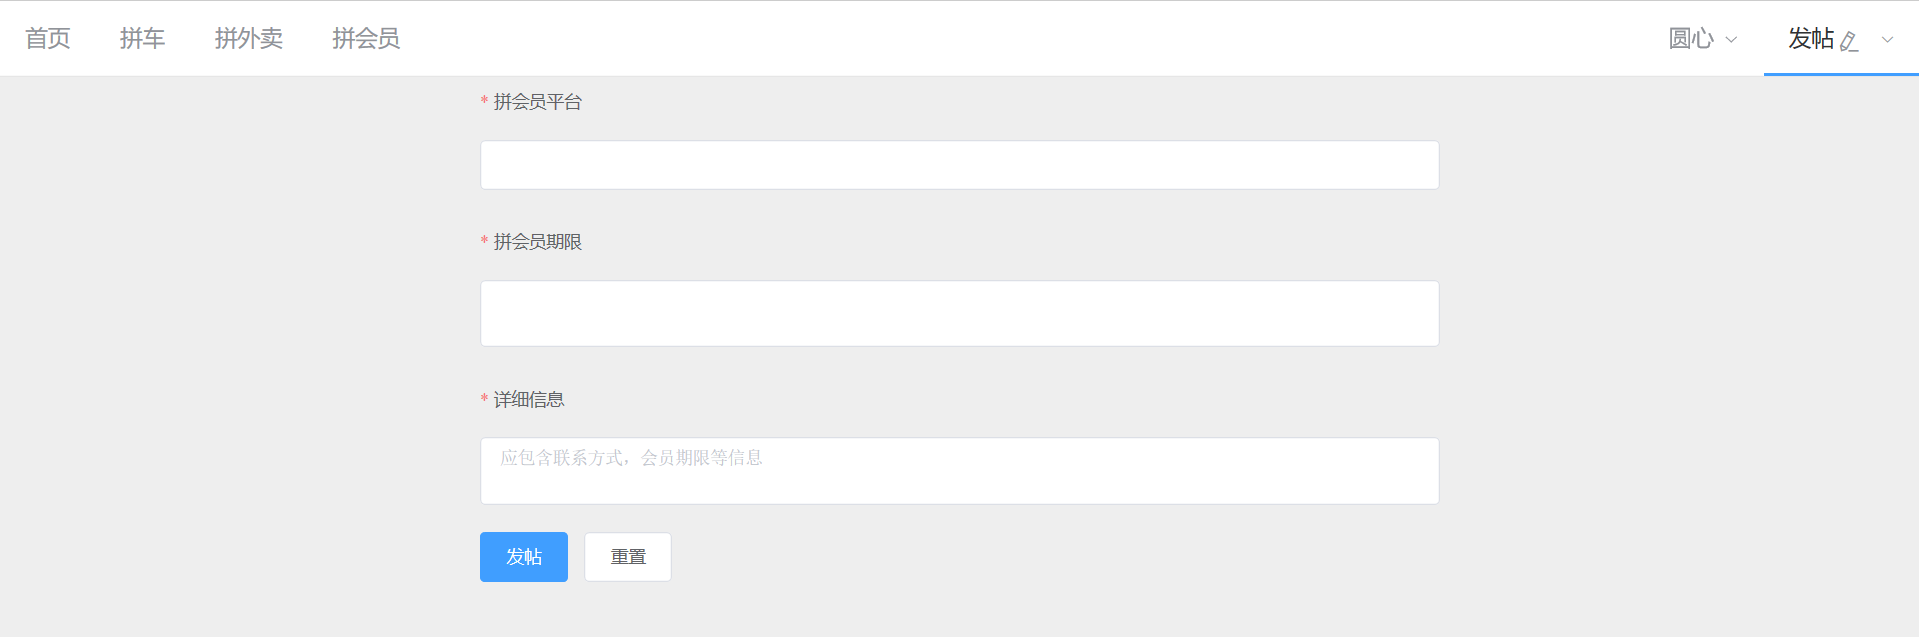 首页 拼车 拼外卖 拼会员 圆心 发帖
* 拼会员平台
* 拼会员期限
* 详细信息
应包含联系方式，会员期限等信息
发帖 重置